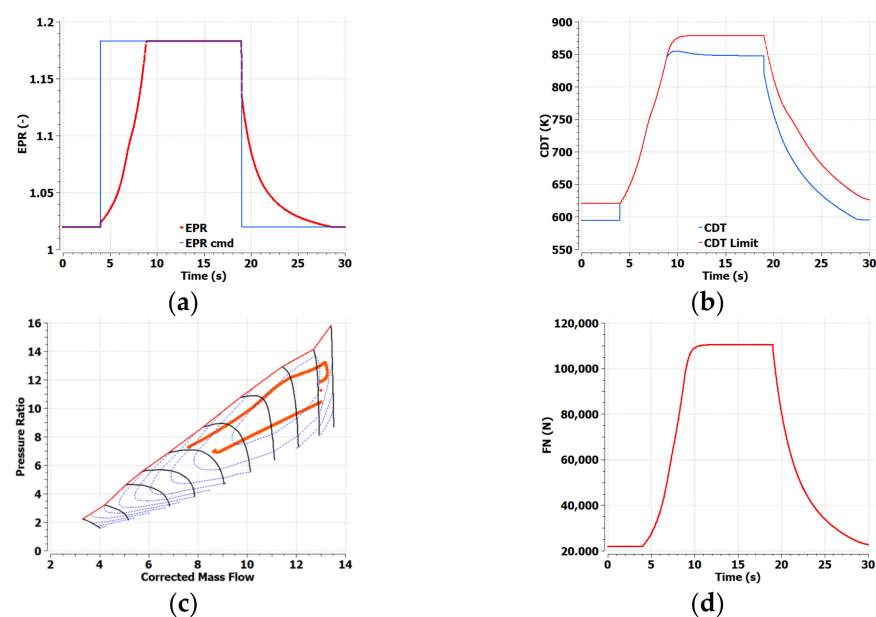 1.2
1.15
1.1
1.05
1
EPR (-)
EPR
EPR cmd
0 5 10 15 20 25 30
Time (s)
(a)
900
850
800
750
700
650
600
550
CDT (K)
CDT
CDT Limit
0 5 10 15 20 25 30
Time (s)
(b)
16
14
12
10
8
6
4
2
0
Pressure Ratio
2 4 6 8 10 12 14
Corrected Mass Flow
(c)
120,000
100,000
80,000
60,000
40,000
20,000
FN (N)
0 5 10 15 20 25 30
Time (s)
(d)